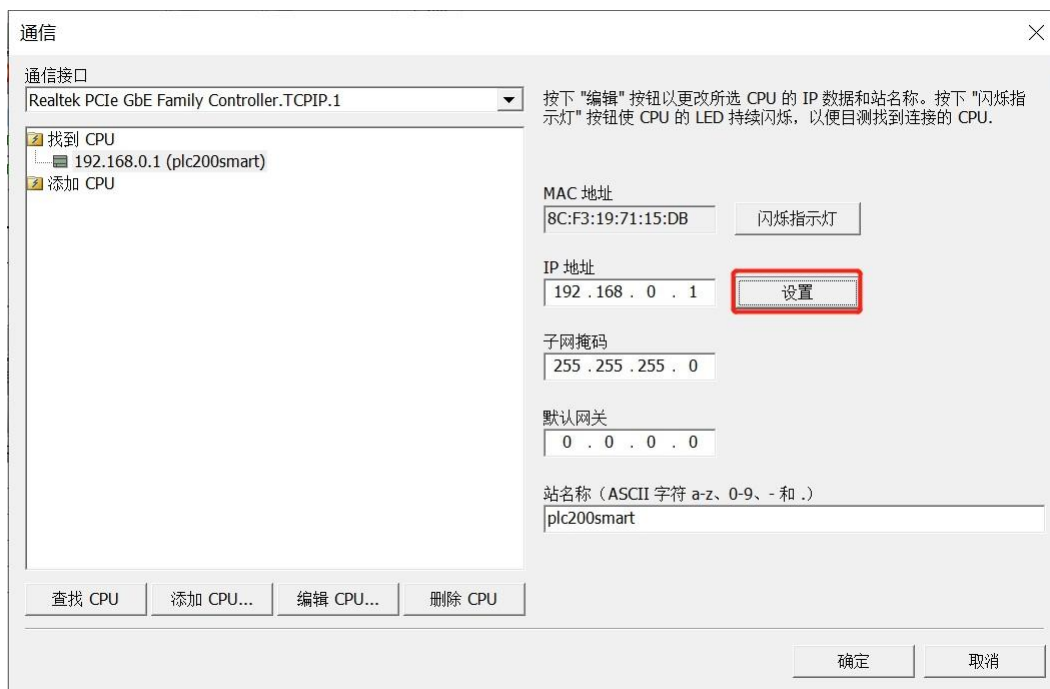 通信
通信接口
Realtek PCIe GbE Family Controller.TCPIP.1
找到 CPU
192.168.0.1 (plc200smart)
添加 CPU
查找 CPU
添加 CPU...
编辑 CPU...
删除 CPU
按下 "编辑" 按钮以更改所选 CPU 的 IP 数据和站名称。按下 "闪烁指
示灯" 按钮使 CPU 的 LED 持续闪烁，以便目测找到连接的 CPU.
MAC 地址
8C:F3:19:71:15:DB
闪烁指示灯
IP 地址
192 . 168 . 0 . 1
设置
子网掩码
255 . 255 . 255 . 0
默认网关
0 . 0 . 0 . 0
站名称（ASCII 字符 a-z、0-9、- 和 .）
plc200smart
确定
取消